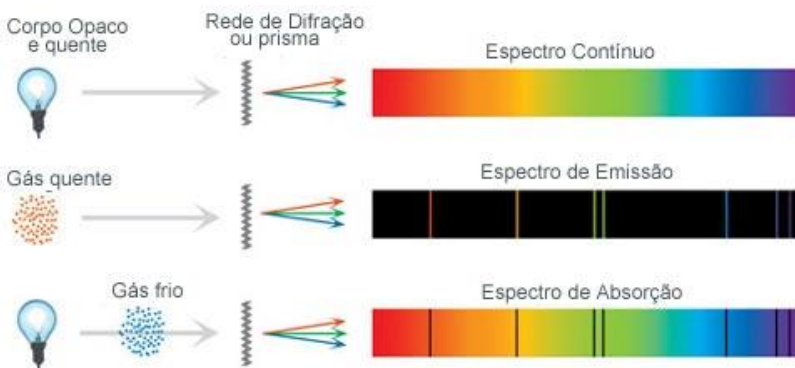 Corpo Opaco
e quente
Rede de Difração
ou prisma
Espectro Contínuo
Gás quente
Espectro de Emissão
Gás frio
Espectro de Absorção